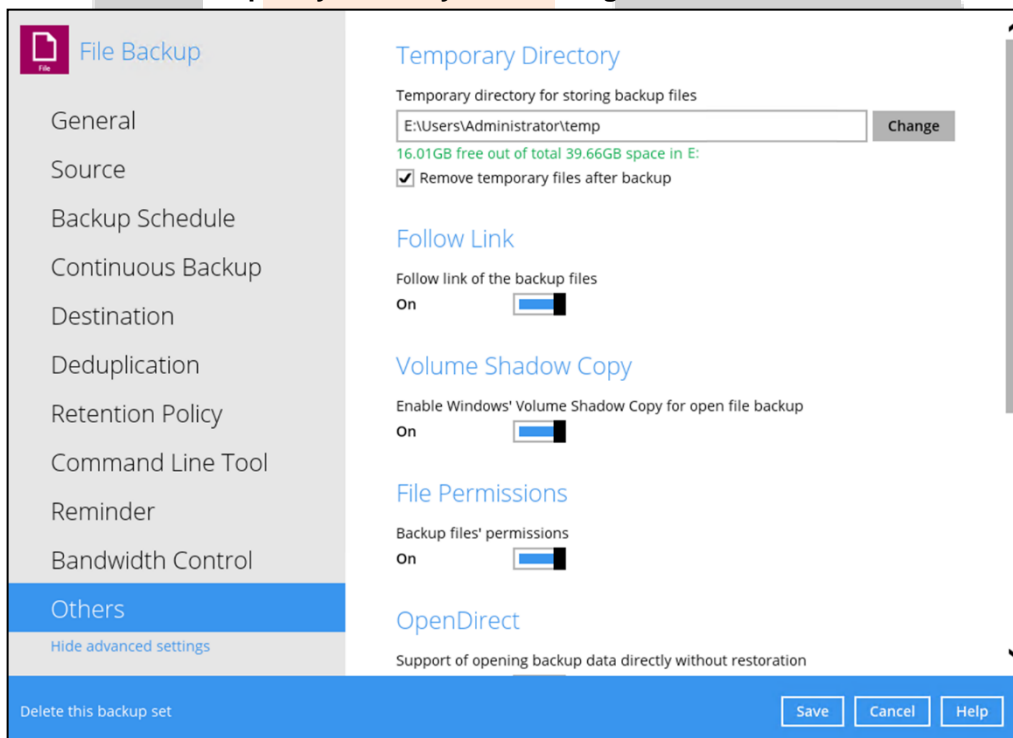 File Backup
File
General
Source
Backup Schedule
Continuous Backup
Destination
Deduplication
Retention Policy
Command Line Tool
Reminder
Bandwidth Control
Others
Hide advanced settings
Temporary Directory
Temporary directory for storing backup files
E:\Users\Administrator\temp
Change
16.01GB free out of total 39.66GB space in E:
Remove temporary files after backup
Follow Link
Follow link of the backup files
On
Volume Shadow Copy
Enable Windows' Volume Shadow Copy for open file backup
On
File Permissions
Backup files' permissions
On
OpenDirect
Support of opening backup data directly without restoration
Delete this backup set
Save
Cancel
Help